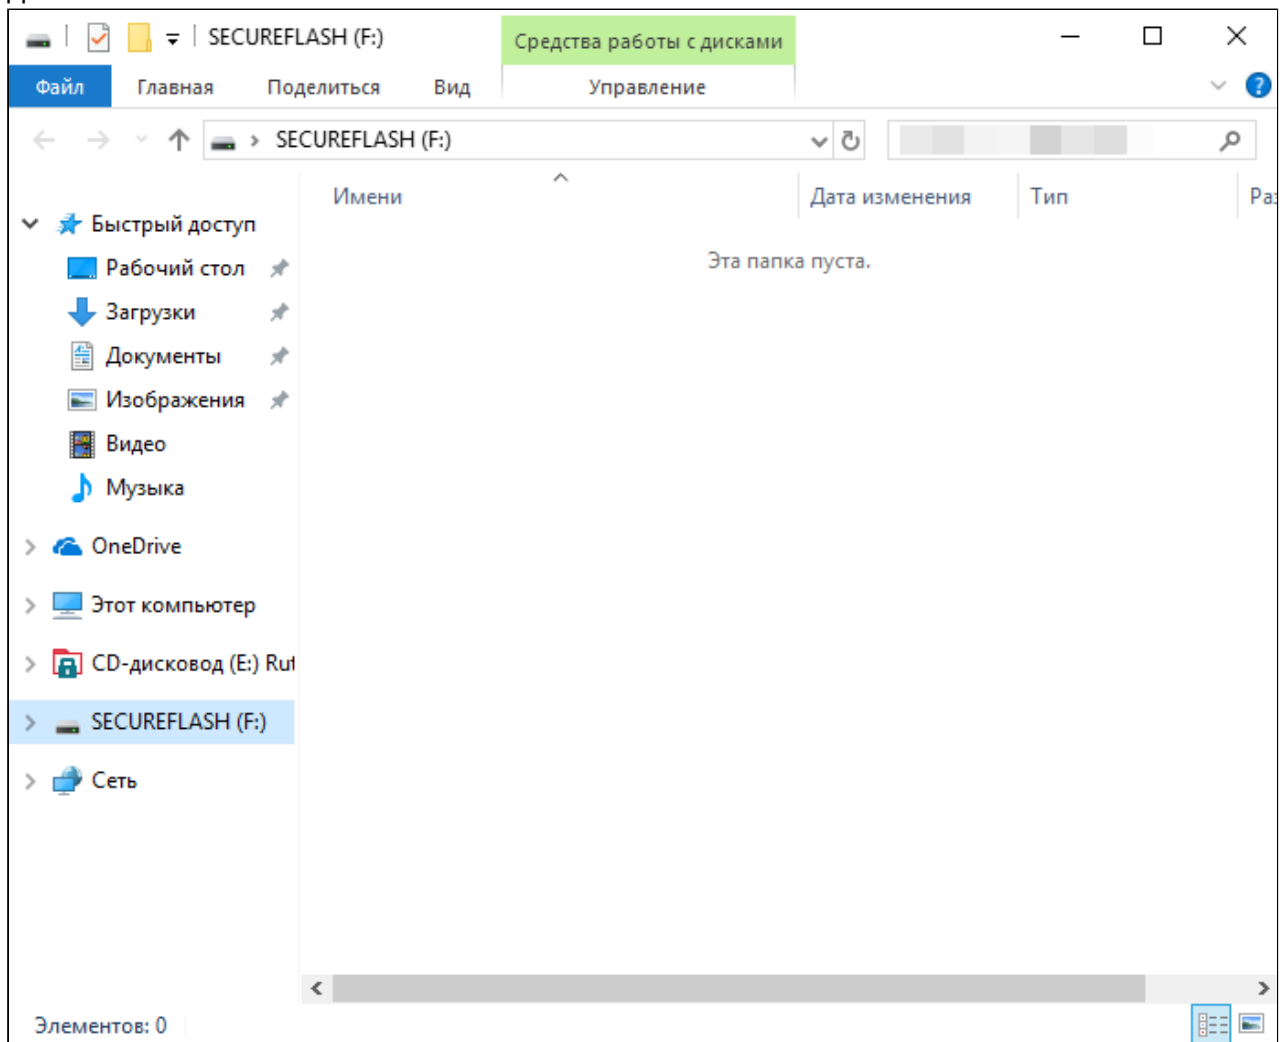 SECUREFLASH (F:)
Средства работы с дисками
Файл Главная Поделиться Вид Управление
SECUREFLASH (F:)
Имени Дата изменения Тип
Эта папка пуста.
Быстрый доступ
Рабочий стол
Загрузки
Документы
Изображения
Видео
Музыка
OneDrive
Этот компьютер
CD-дисковод (E:)
SECUREFLASH (F:)
Сеть
Элементов: 0